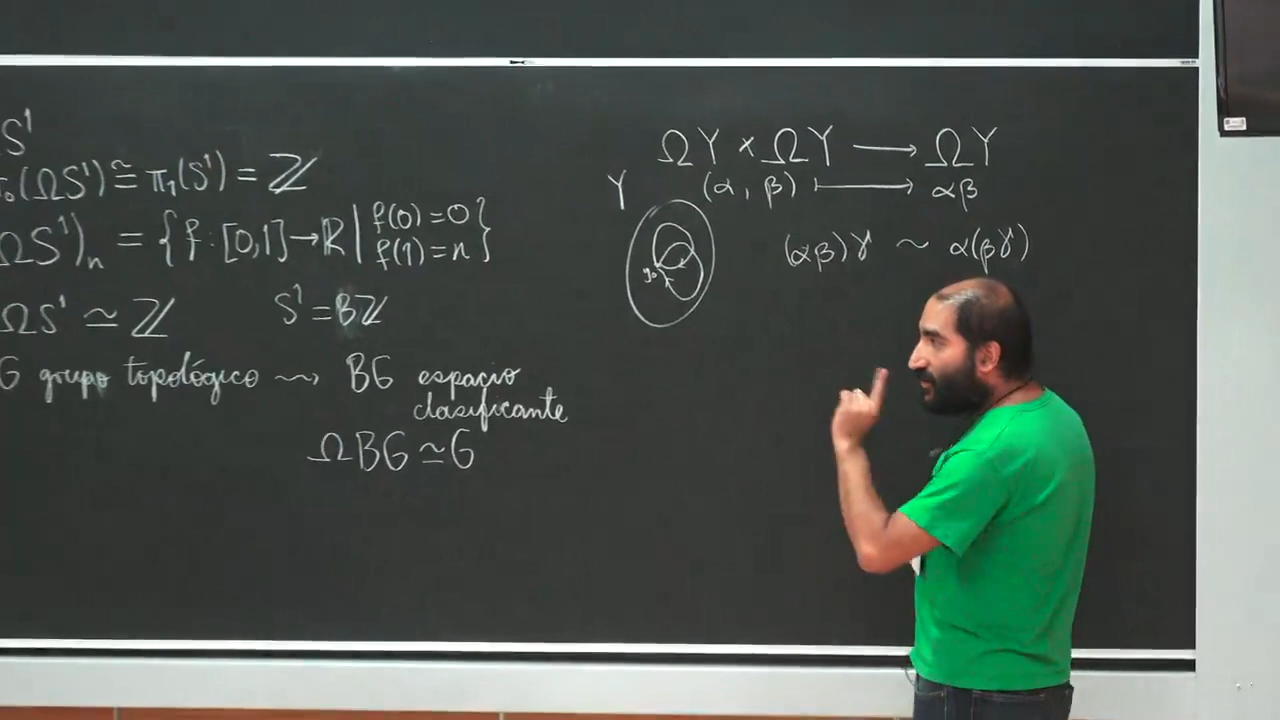 S¹
π₀(ΩS¹) ≅ π₁(S¹) = ℤ
ΩS¹)ₙ = {f:[0,1]→ℝ | f(0)=0
f(1)=n}
ΩS¹ ≃ ℤ S¹ = Bℤ
G grupo topológico ⇝ BG espacio
clasificante
ΩBG ≃ G
ΩY × ΩY ⟶ ΩY
(α, β) ⟼ αβ
Y
y₀
(αβ)γ ∼ α(βγ)